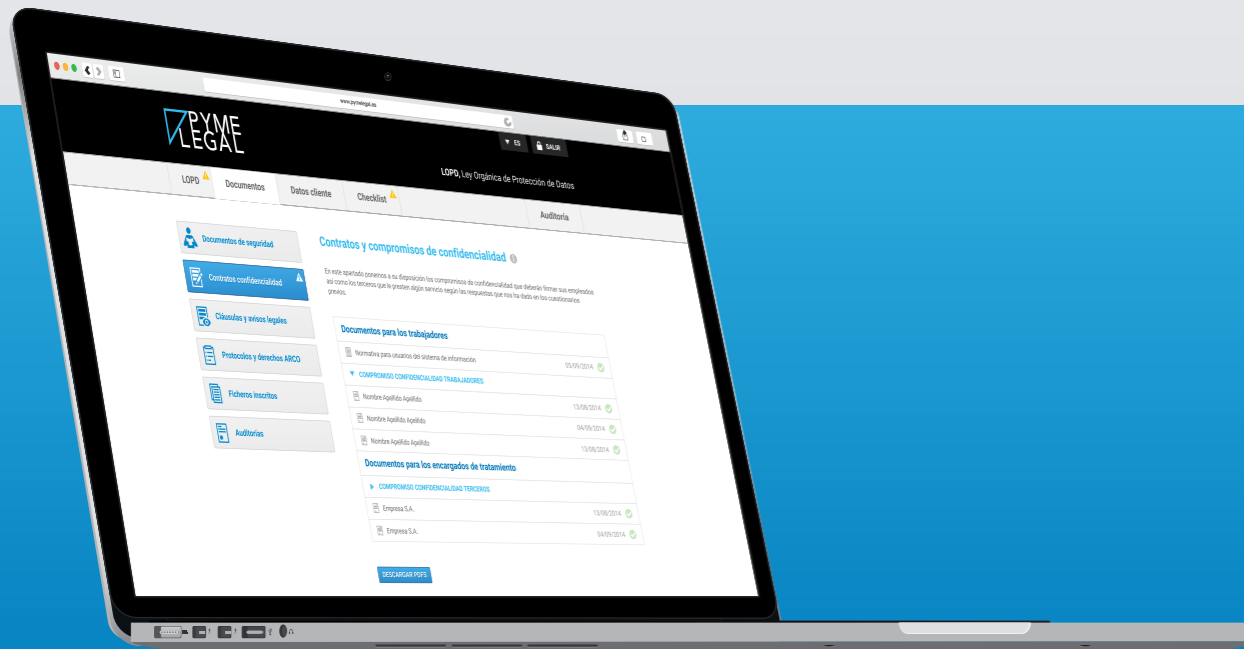 www.pymelegal.es
PYME
LEGAL
ES
SALIR
LOPD, Ley Orgánica de Protección de Datos
LOPD
Documentos
Datos cliente
Checklist
Auditoría
Documentos de seguridad
Contratos confidencialidad
Cláusulas y avisos legales
Protocolos y derechos ARCO
Ficheros inscritos
Auditorías
Contratos y compromisos de confidencialidad
En este apartado ponemos a su disposición los compromisos de confidencialidad que deberán firmar sus empleados
así como los terceros que le presten algún servicio según las respuestas que nos ha dado en los cuestionarios
previos.
Documentos para los trabajadores
Normativa para usuarios del sistema de información 05/09/2014
COMPROMISO CONFIDENCIALIDAD TRABAJADORES
Nombre Apellido Apellido 13/08/2014
Nombre Apellido Apellido 04/09/2014
Nombre Apellido Apellido 13/08/2014
Documentos para los encargados de tratamiento
COMPROMISO CONFIDENCIALIDAD TERCEROS
Empresa S.A. 13/08/2014
Empresa S.A. 04/09/2014
DESCARGAR PDFS